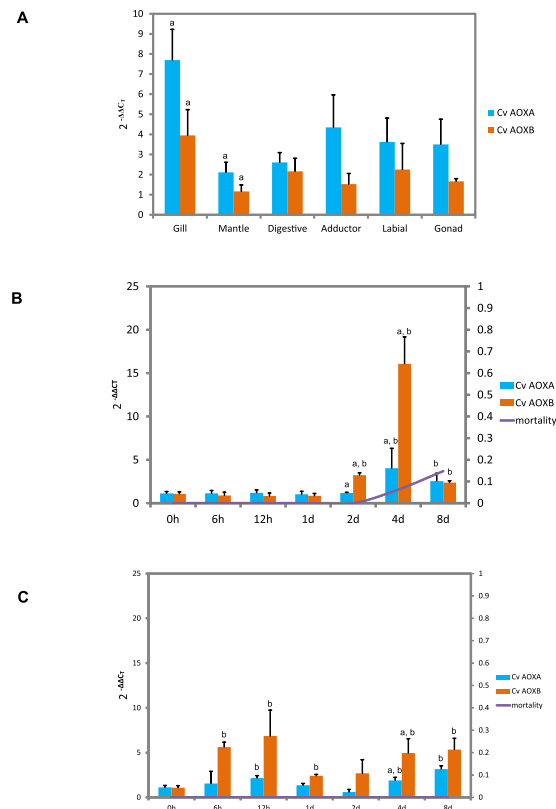 A
10
9
8
7
6
5
4
3
2
1
0
2 -ΔΔCT
a
a
a
a
Gill Mantle Digestive Adductor Labial Gonad
Cv AOXA
Cv AOXB
B
25
20
15
10
5
0
2 -ΔΔCT
a
a, b
a, b
a, b
b
b
1
0.9
0.8
0.7
0.6
0.5
0.4
0.3
0.2
0.1
0
0h 6h 12h 1d 2d 4d 8d
Cv AOXA
Cv AOXB
mortality
C
25
20
15
10
5
0
2 -ΔΔCT
b
b
b
b
a, b
a, b
b
b
1
0.9
0.8
0.7
0.6
0.5
0.4
0.3
0.2
0.1
0
0h 6h 12h 1d 2d 4d 8d
Cv AOXA
Cv AOXB
mortality